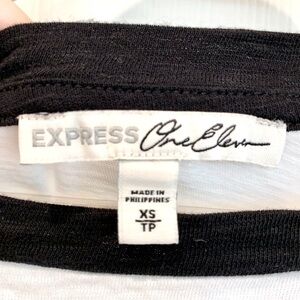 EXPRESS One Eleven
MADE IN
PHILIPPINES
XS
TP